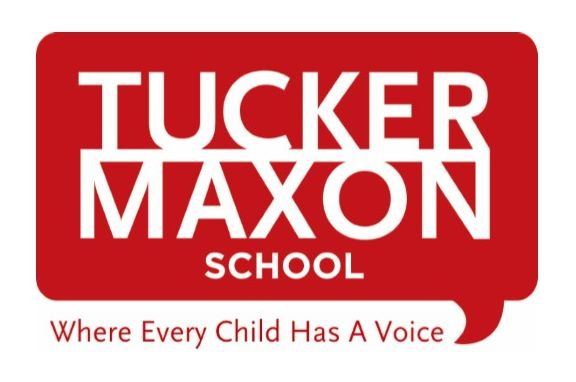 TUCKER
MAXON
SCHOOL
Where Every Child Has A Voice